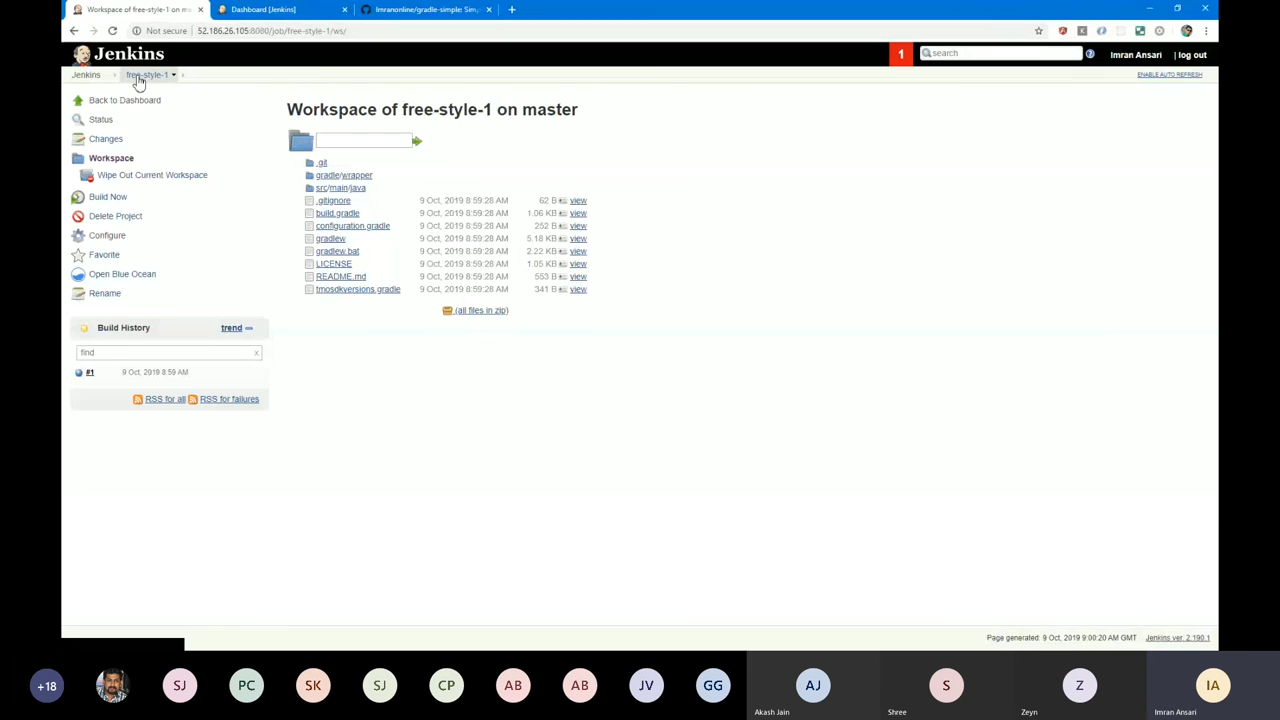 Workspace of free-style-1 on ma
Dashboard [Jenkins]
Imranonline/gradle-simple: Sim
Not secure | 52.186.26.105:8080/job/free-style-1/ws/
Jenkins
1
search
Imran Ansari | log out
Jenkins
free-style-1
ENABLE AUTO REFRESH
Back to Dashboard
Status
Changes
Workspace
Wipe Out Current Workspace
Build Now
Delete Project
Configure
Favorite
Open Blue Ocean
Rename
Build History trend
find x
#1 9 Oct, 2019 8:59 AM
RSS for all RSS for failures
Workspace of free-style-1 on master
.git
gradle/wrapper
src/main/java
.gitignore 9 Oct, 2019 8:59:28 AM 62 B view
build.gradle 9 Oct, 2019 8:59:28 AM 1.06 KB view
configuration.gradle 9 Oct, 2019 8:59:28 AM 252 B view
gradlew 9 Oct, 2019 8:59:28 AM 5.18 KB view
gradlew.bat 9 Oct, 2019 8:59:28 AM 2.22 KB view
LICENSE 9 Oct, 2019 8:59:28 AM 1.05 KB view
README.md 9 Oct, 2019 8:59:28 AM 553 B view
tmosdkversions.gradle 9 Oct, 2019 8:59:28 AM 341 B view
(all files in zip)
Page generated: 9 Oct, 2019 9:00:20 AM GMT Jenkins ver. 2.190.1
+18
SJ
PC
SK
SJ
CP
AB
AB
JV
GG
AJ
S
Z
IA
Akash Jain
Shree
Zeyn
Imran Ansari